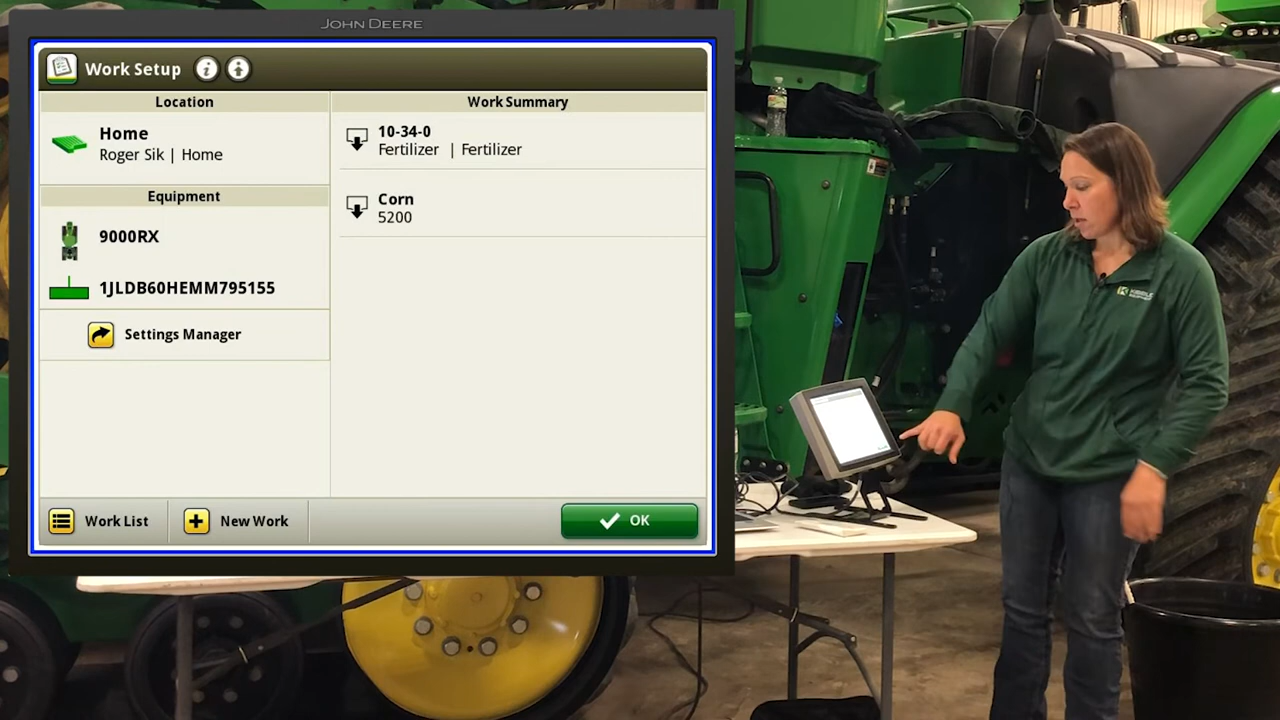 JOHN DEERE
Work Setup
Location
Home
Roger Sik | Home
Equipment
9000RX
1JLDB60HEMM795155
Settings Manager
Work Summary
10-34-0
Fertilizer | Fertilizer
Corn
5200
Work List
New Work
OK